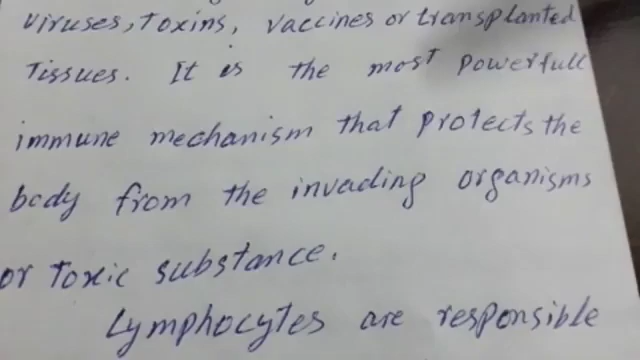 viruses, Toxins, vaccines or transplanted
Tissues. It is the most powerfull
immune mechanism that protects the
body from the invading organisms
or Toxic substance.
Lymphocytes are responsible